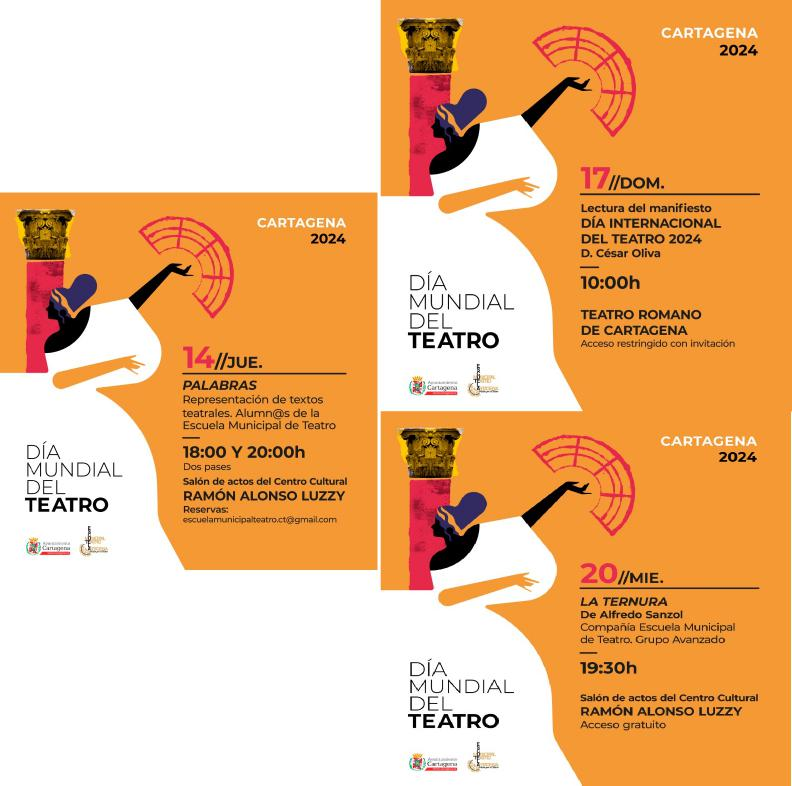 CARTAGENA
2024
14//JUE.
PALABRAS
Representación de textos
teatrales. Alumn@s de la
Escuela Municipal de Teatro
18:00 Y 20:00h
Dos pases
Salón de actos del Centro Cultural
RAMÓN ALONSO LUZZY
Reservas:
escuelamunicipalteatro.ct@gmail.com
DÍA
MUNDIAL
DEL
TEATRO
Ayuntamiento
Cartagena
CARTAGENA
2024
17//DOM.
Lectura del manifiesto
DÍA INTERNACIONAL
DEL TEATRO 2024
D. César Oliva
10:00h
TEATRO ROMANO
DE CARTAGENA
Acceso restringido con invitación
DÍA
MUNDIAL
DEL
TEATRO
Ayuntamiento
Cartagena
CARTAGENA
2024
20//MIE.
LA TERNURA
De Alfredo Sanzol
Compañía Escuela Municipal
de Teatro. Grupo Avanzado
19:30h
Salón de actos del Centro Cultural
RAMÓN ALONSO LUZZY
Acceso gratuito
DÍA
MUNDIAL
DEL
TEATRO
Ayuntamiento
Cartagena